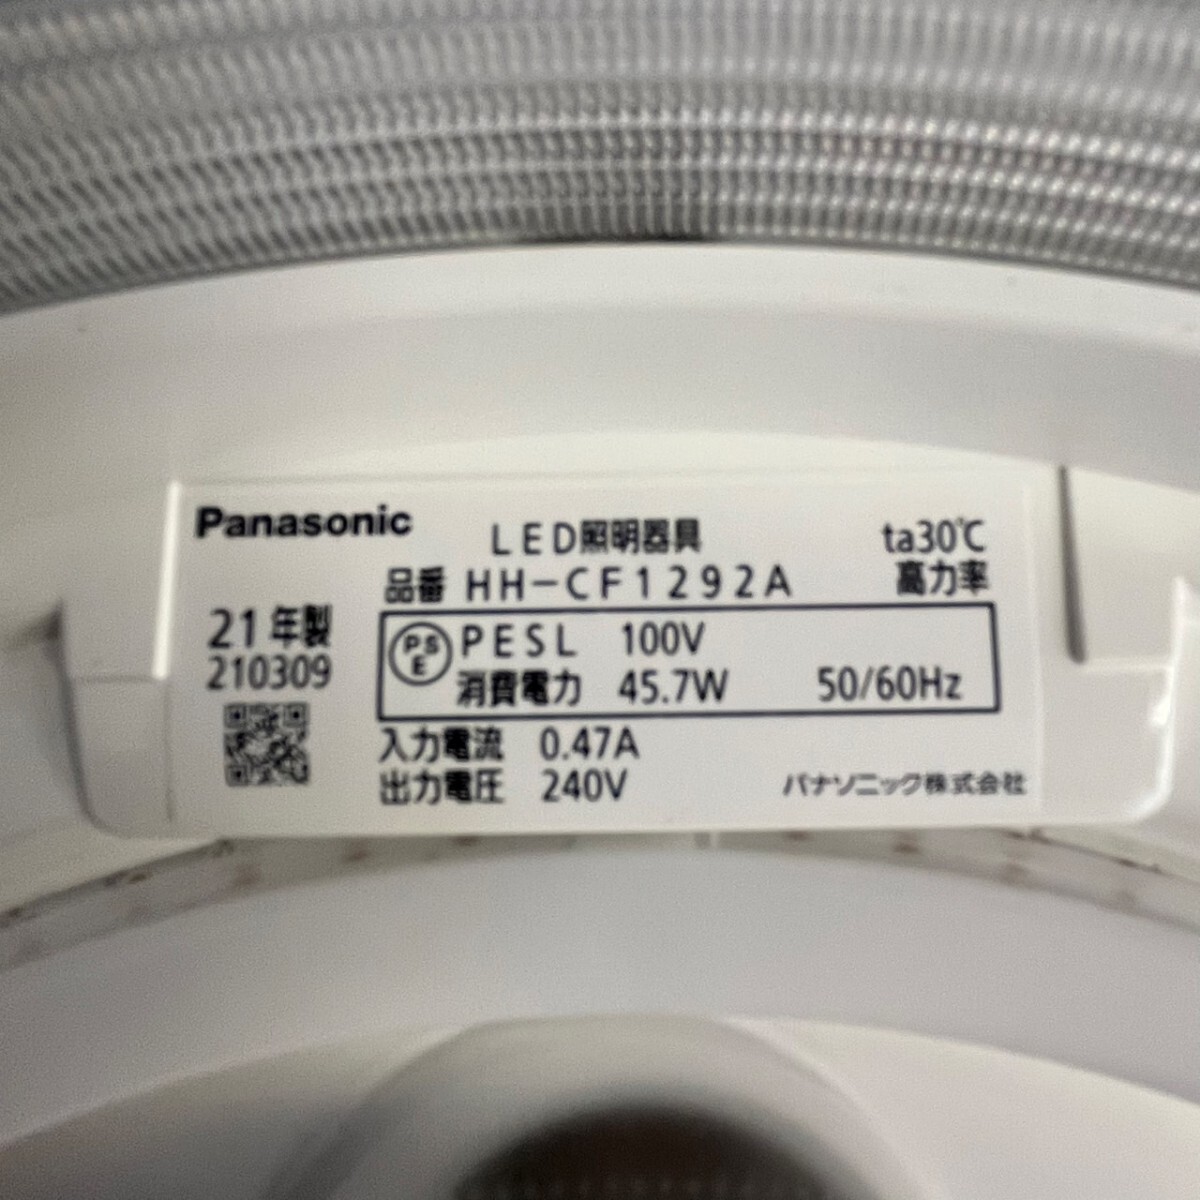 Panasonic
LED照明器具
ta30℃
品番 HH-CF1292A
高力率
21年製
210309
PSE PESL 100V
消費電力 45.7W 50/60Hz
入力電流 0.47A
出力電圧 240V
パナソニック株式会社